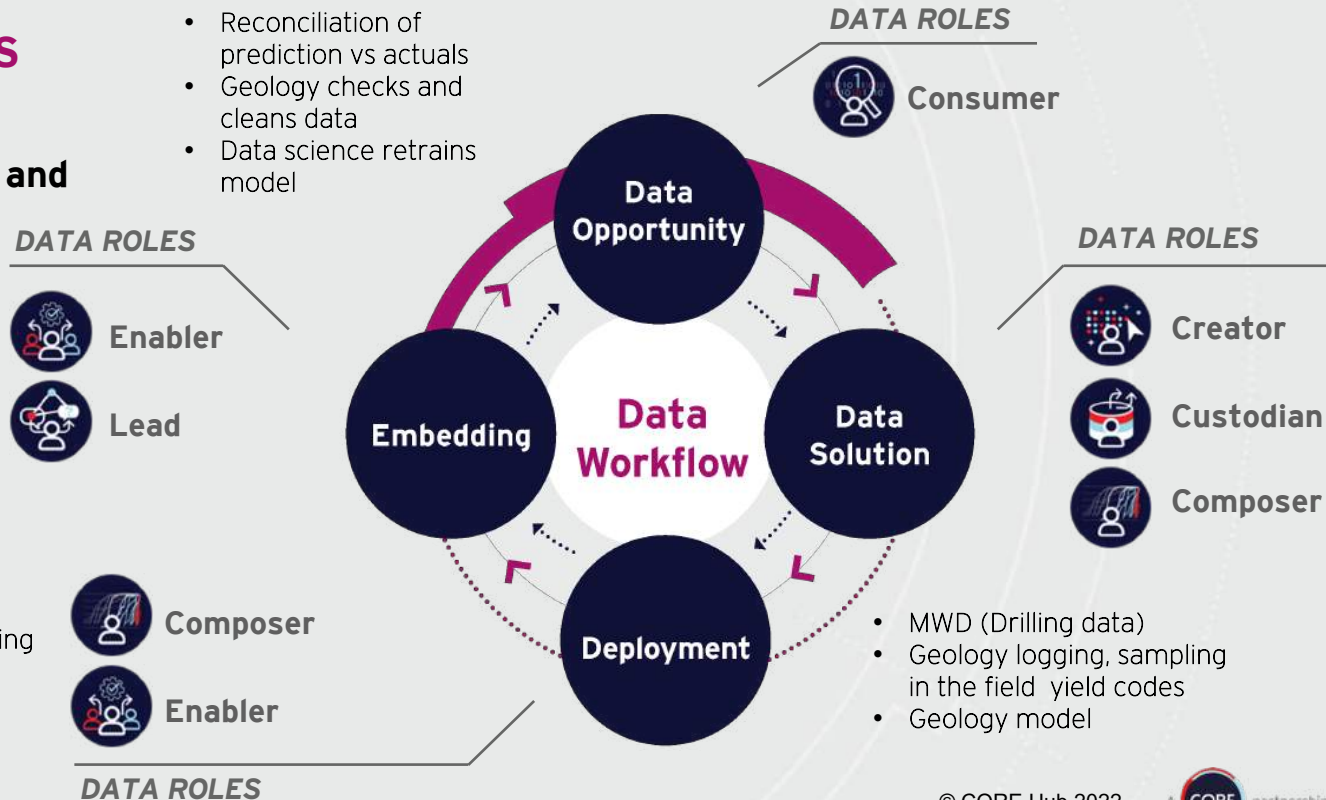 s
and
• Reconciliation of
prediction vs actuals
• Geology checks and
cleans data
• Data science retrains
model
DATA ROLES
Consumer
DATA ROLES
Enabler
Lead
DATA ROLES
Creator
Custodian
Composer
Data
Opportunity
Data
Solution
Data
Workflow
Embedding
Deployment
ing
Composer
Enabler
DATA ROLES
• MWD (Drilling data)
• Geology logging, sampling
in the field yield codes
• Geology model
CORE
partnership